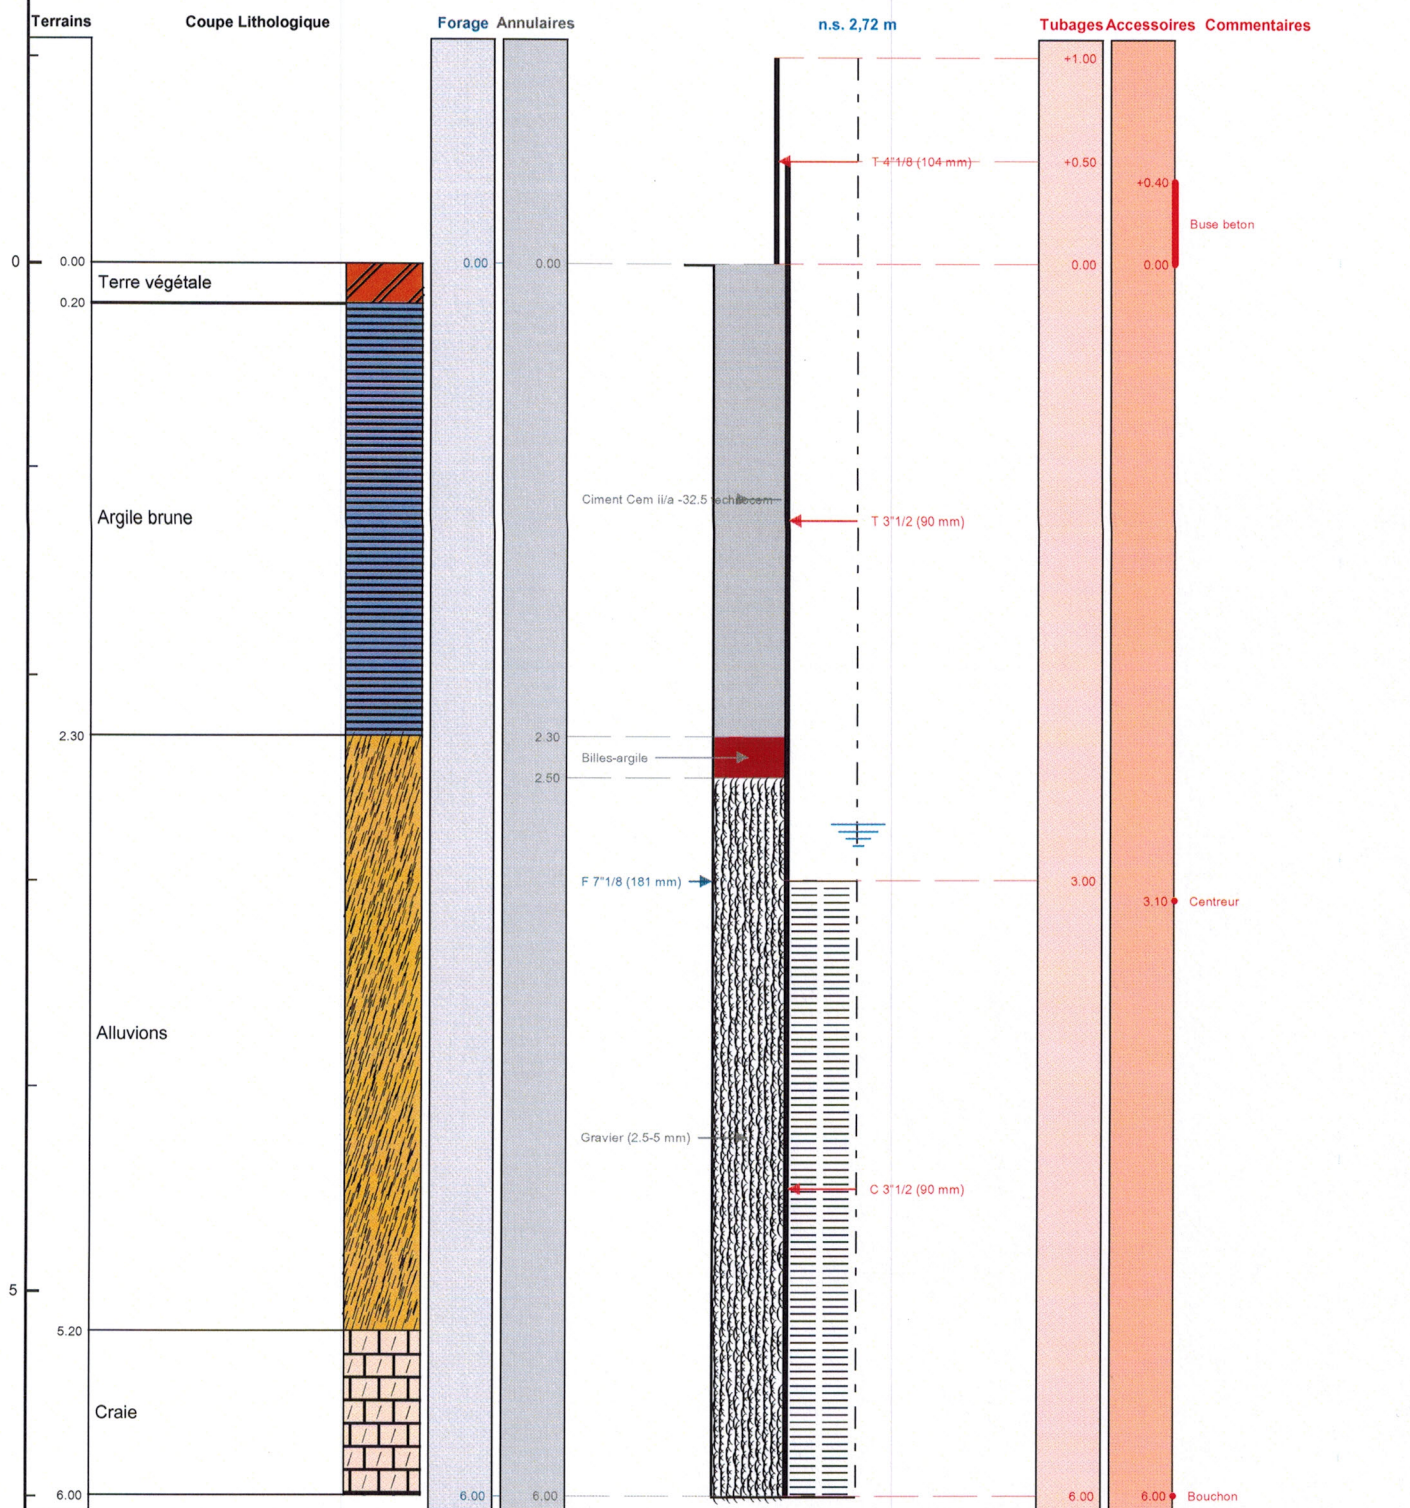 Terrains Coupe Lithologique Forage Annulaires n.s. 2,72 m Tubages Accessoires Commentaires
+1.00
T 4"1/8 (104 mm) +0.50
+0.40
Buse beton
0 0.00 0.00 0.00 0.00 0.00
Terre végétale
0.20
Ciment Cem ii/a -32.5 technocem
Argile brune T 3"1/2 (90 mm)
2.30 2.30
Billes-argile
2.50
F 7"1/8 (181 mm) 3.00
3.10 Centreur
Alluvions
Gravier (2.5-5 mm)
C 3"1/2 (90 mm)
5
5.20
Craie
6.00 6.00 6.00 6.00 6.00 Bouchon